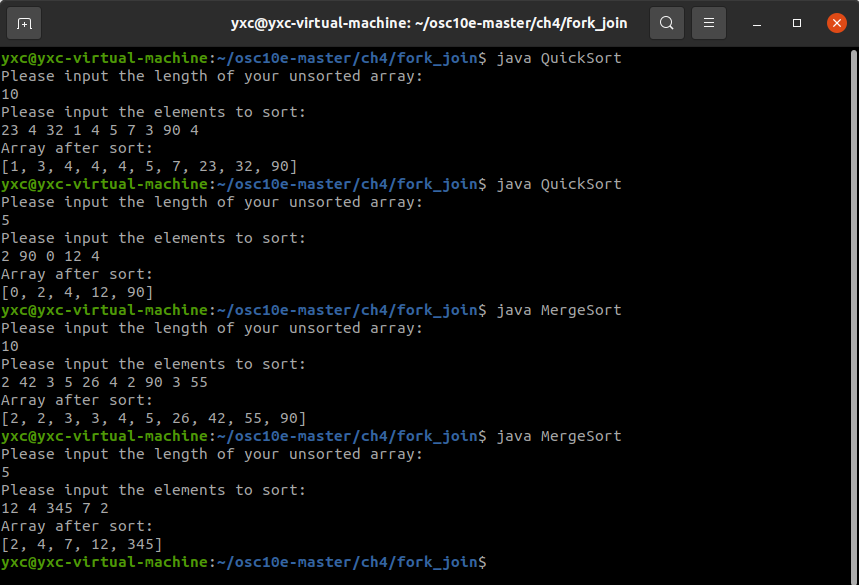 yxc@yxc-virtual-machine: ~/osc10e-master/ch4/fork_join
yxc@yxc-virtual-machine:~/osc10e-master/ch4/fork_join$ java QuickSort
Please input the length of your unsorted array:
10
Please input the elements to sort:
23 4 32 1 4 5 7 3 90 4
Array after sort:
[1, 3, 4, 4, 4, 5, 7, 23, 32, 90]
yxc@yxc-virtual-machine:~/osc10e-master/ch4/fork_join$ java QuickSort
Please input the length of your unsorted array:
5
Please input the elements to sort:
2 90 0 12 4
Array after sort:
[0, 2, 4, 12, 90]
yxc@yxc-virtual-machine:~/osc10e-master/ch4/fork_join$ java MergeSort
Please input the length of your unsorted array:
10
Please input the elements to sort:
2 42 3 5 26 4 2 90 3 55
Array after sort:
[2, 2, 3, 3, 4, 5, 26, 42, 55, 90]
yxc@yxc-virtual-machine:~/osc10e-master/ch4/fork_join$ java MergeSort
Please input the length of your unsorted array:
5
Please input the elements to sort:
12 4 345 7 2
Array after sort:
[2, 4, 7, 12, 345]
yxc@yxc-virtual-machine:~/osc10e-master/ch4/fork_join$